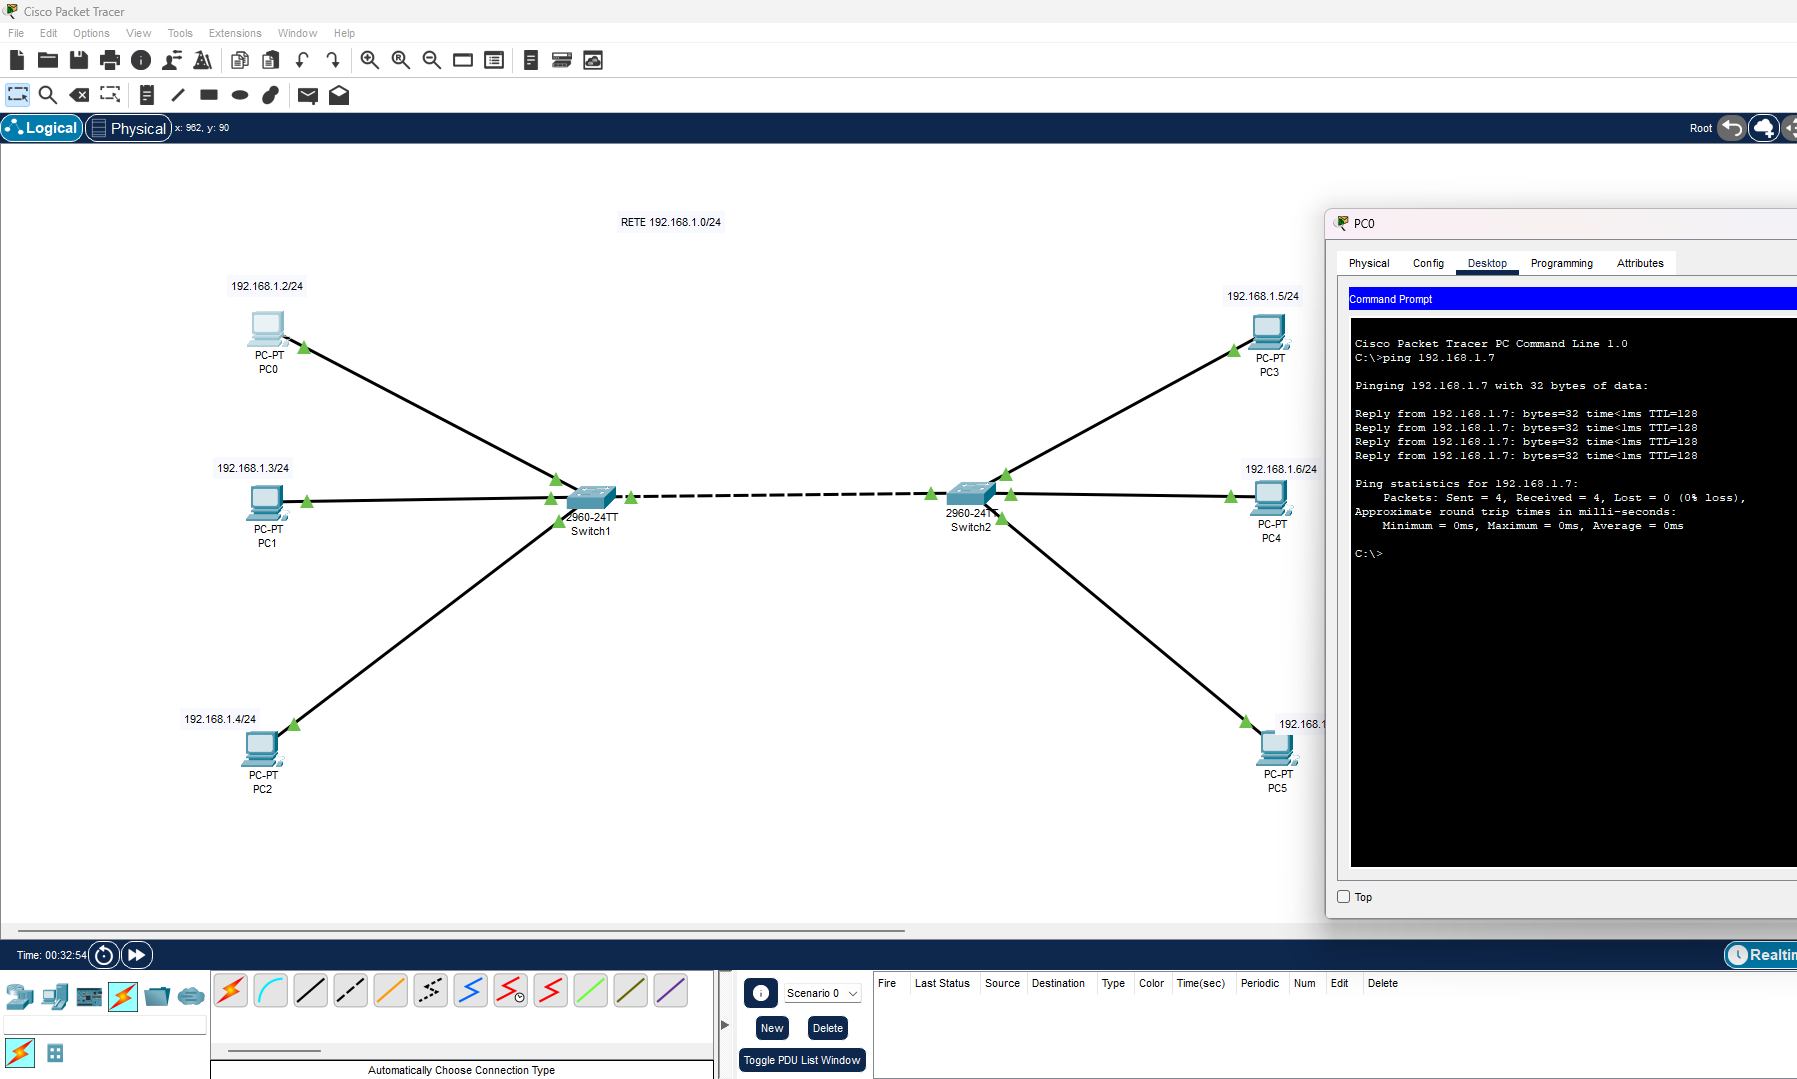 Cisco Packet Tracer
File Edit Options View Tools Extensions Window Help
Logical Physical x: 962, y: 90 Root
RETE 192.168.1.0/24
192.168.1.2/24
PC-PT
PC0
192.168.1.3/24
PC-PT
PC1
192.168.1.4/24
PC-PT
PC2
2960-24TT
Switch1
2960-24TT
Switch2
192.168.1.5/24
PC-PT
PC3
192.168.1.6/24
PC-PT
PC4
192.168.1
PC-PT
PC5
PC0
Physical Config Desktop Programming Attributes
Command Prompt
Cisco Packet Tracer PC Command Line 1.0
C:\>ping 192.168.1.7
Pinging 192.168.1.7 with 32 bytes of data:
Reply from 192.168.1.7: bytes=32 time<1ms TTL=128
Reply from 192.168.1.7: bytes=32 time<1ms TTL=128
Reply from 192.168.1.7: bytes=32 time<1ms TTL=128
Reply from 192.168.1.7: bytes=32 time<1ms TTL=128
Ping statistics for 192.168.1.7:
Packets: Sent = 4, Received = 4, Lost = 0 (0% loss),
Approximate round trip times in milli-seconds:
Minimum = 0ms, Maximum = 0ms, Average = 0ms
C:\>
Top
Time: 00:32:54 Realtim
Scenario 0
New Delete
Toggle PDU List Window
Fire Last Status Source Destination Type Color Time(sec) Periodic Num Edit Delete
Automatically Choose Connection Type